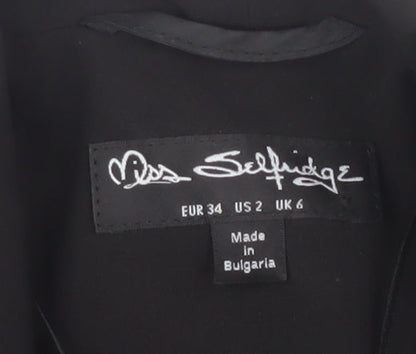 Miss Selfridge
EUR 34 US 2 UK 6
Made
in
Bulgaria